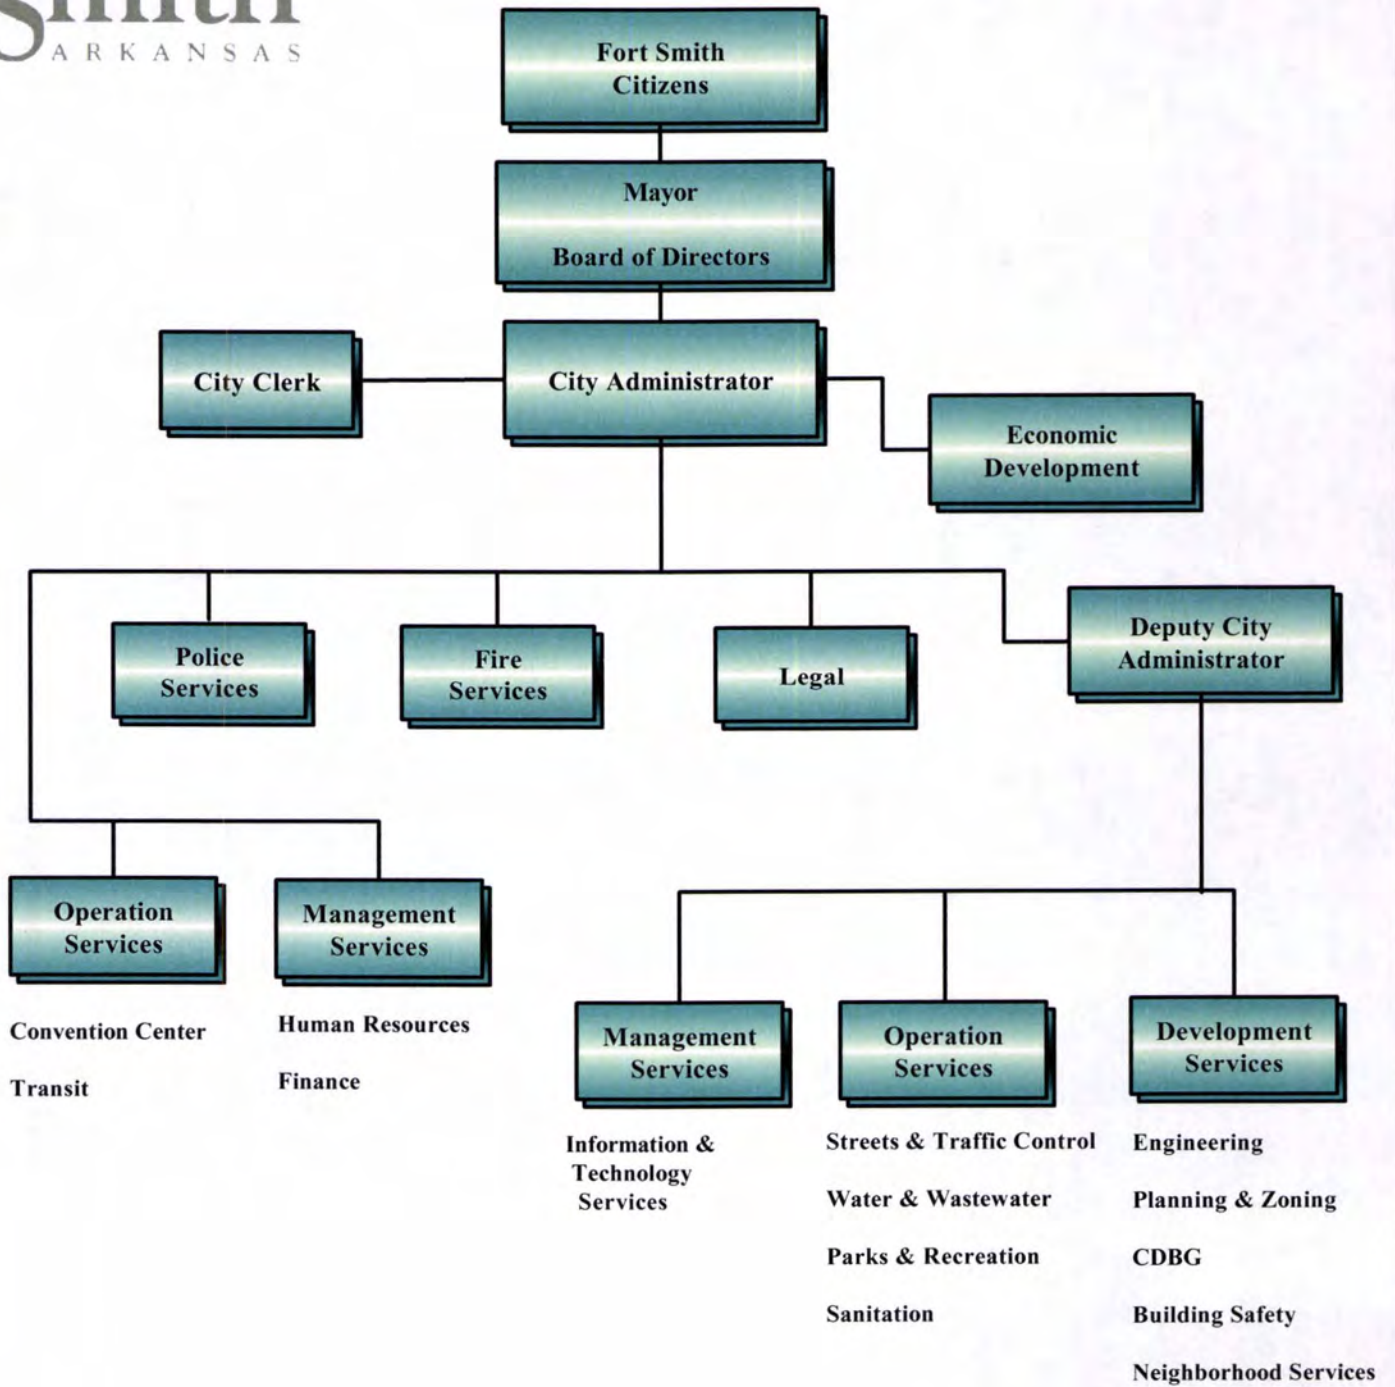 Smith
ARKANSAS
Fort Smith
Citizens
Mayor
Board of Directors
City Clerk
City Administrator
Economic
Development
Police
Services
Fire
Services
Legal
Deputy City
Administrator
Operation
Services
Management
Services
Convention Center
Transit
Human Resources
Finance
Management
Services
Operation
Services
Development
Services
Information &
Technology
Services
Streets & Traffic Control
Water & Wastewater
Parks & Recreation
Sanitation
Engineering
Planning & Zoning
CDBG
Building Safety
Neighborhood Services